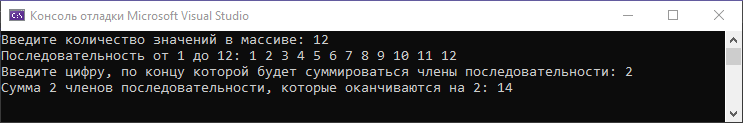 Консоль отладки Microsoft Visual Studio
Введите количество значений в массиве: 12
Последовательность от 1 до 12: 1 2 3 4 5 6 7 8 9 10 11 12
Введите цифру, по концу которой будет суммироваться члены последовательности: 2
Сумма 2 членов последовательности, которые оканчиваются на 2: 14